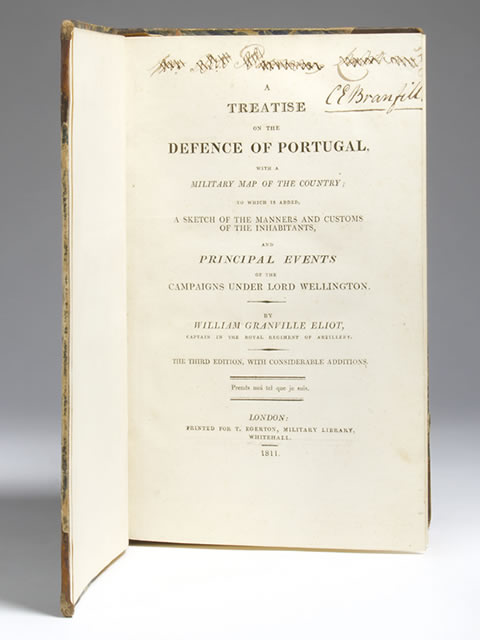 C E Branfill.
A
TREATISE
ON THE
DEFENCE OF PORTUGAL,
WITH A
MILITARY MAP OF THE COUNTRY;
TO WHICH IS ADDED,
A SKETCH OF THE MANNERS AND CUSTOMS
OF THE INHABITANTS,
AND
PRINCIPAL EVENTS
OF THE
CAMPAIGNS UNDER LORD WELLINGTON.
BY
WILLIAM GRANVILLE ELIOT,
CAPTAIN IN THE ROYAL REGIMENT OF ARTILLERY.
THE THIRD EDITION, WITH CONSIDERABLE ADDITIONS.
Prends moi tel que je suis.
LONDON:
PRINTED FOR T. EGERTON, MILITARY LIBRARY,
WHITEHALL.
1811.